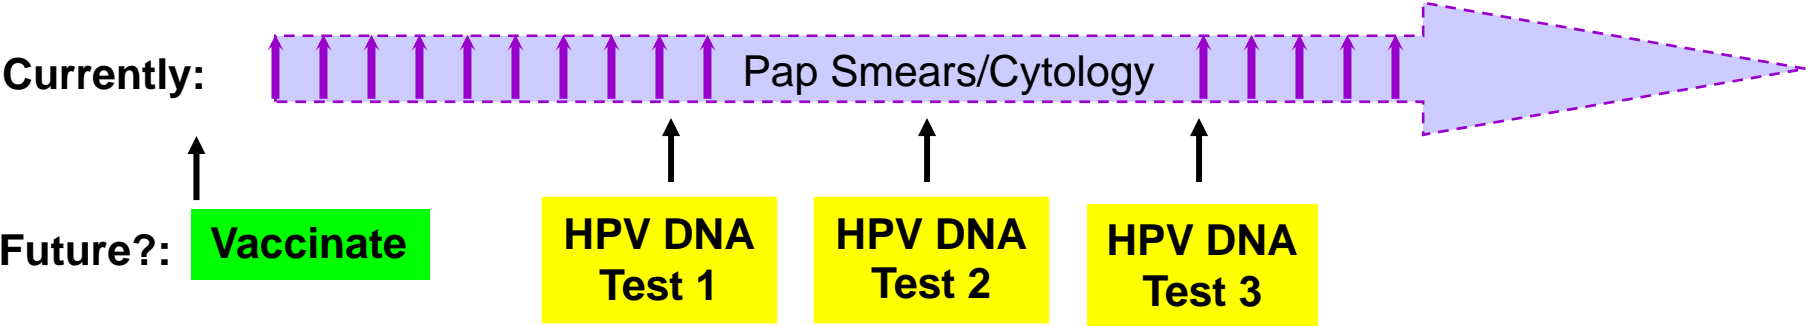 Currently:
Pap Smears/Cytology
Future?:
Vaccinate
HPV DNA
Test 1
HPV DNA
Test 2
HPV DNA
Test 3